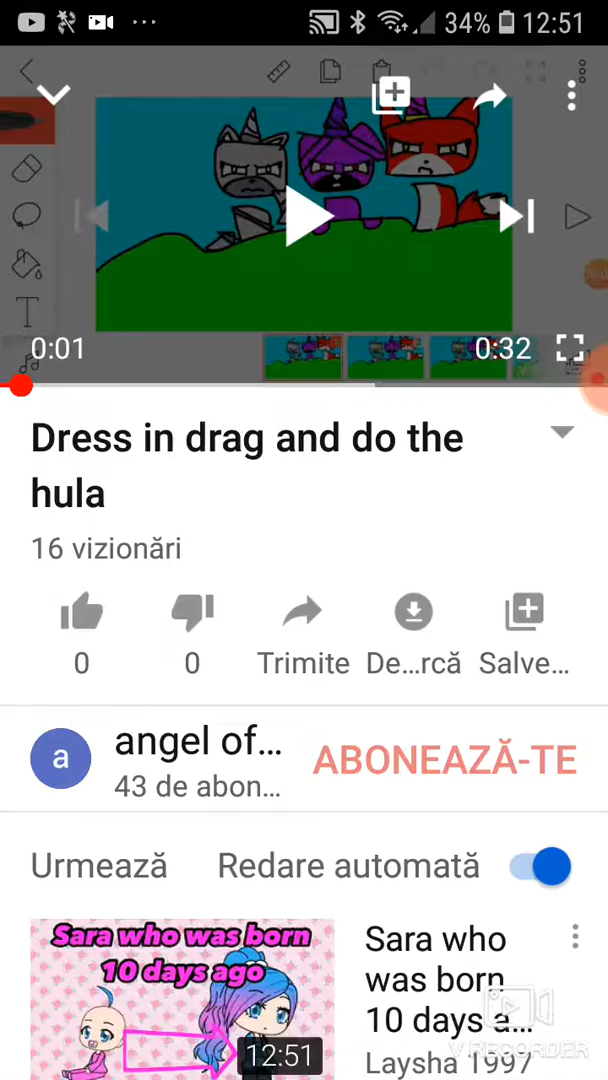 34% 12:51
T
0:01
0:32
Dress in drag and do the
hula
16 vizionări
0
0
Trimite
De...rcă
Salve...
a
angel of...
43 de abon...
ABONEAZĂ-TE
Urmează
Redare automată
Sara who was born
10 days ago
12:51
Sara who
was born
10 days a...
Laysha 1997
V RECORDER